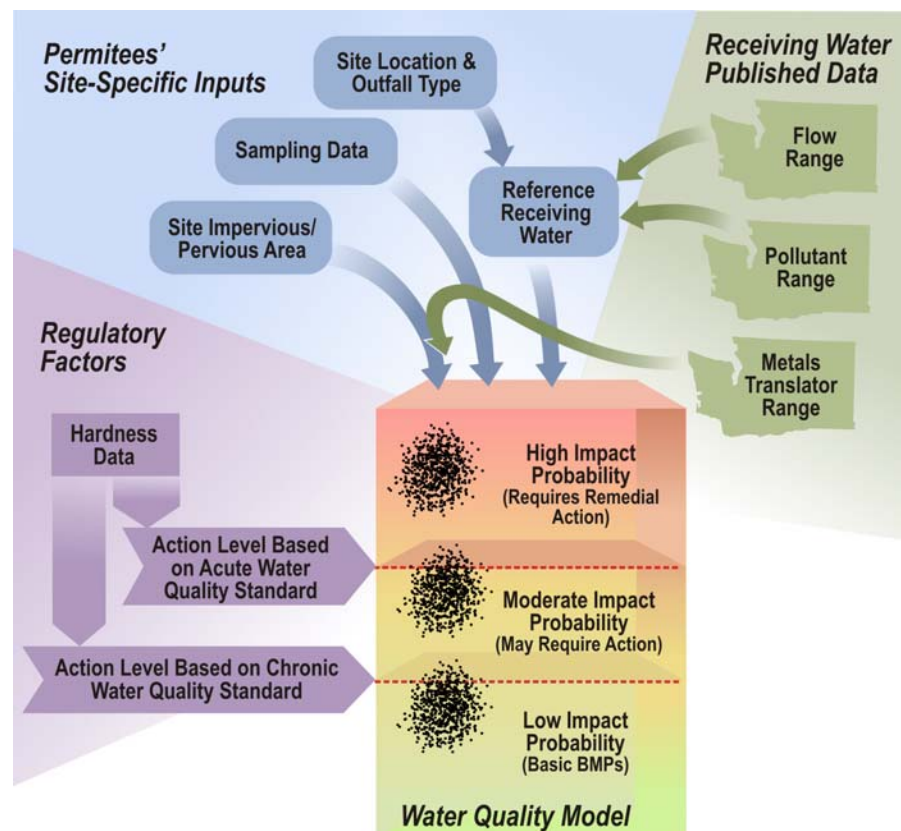 Permitees’
Site-Specific Inputs
Receiving Water
Published Data
Site Location &
Outfall Type
Sampling Data
Site Impervious/
Pervious Area
Reference
Receiving
Water
Flow
Range
Pollutant
Range
Metals
Translator
Range
Regulatory
Factors
Hardness
Data
Action Level Based
on Acute Water
Quality Standard
Action Level Based on Chronic
Water Quality Standard
High Impact
Probability
(Requires Remedial
Action)
Moderate Impact
Probability
(May Require Action)
Low Impact
Probability
(Basic BMPs)
Water Quality Model